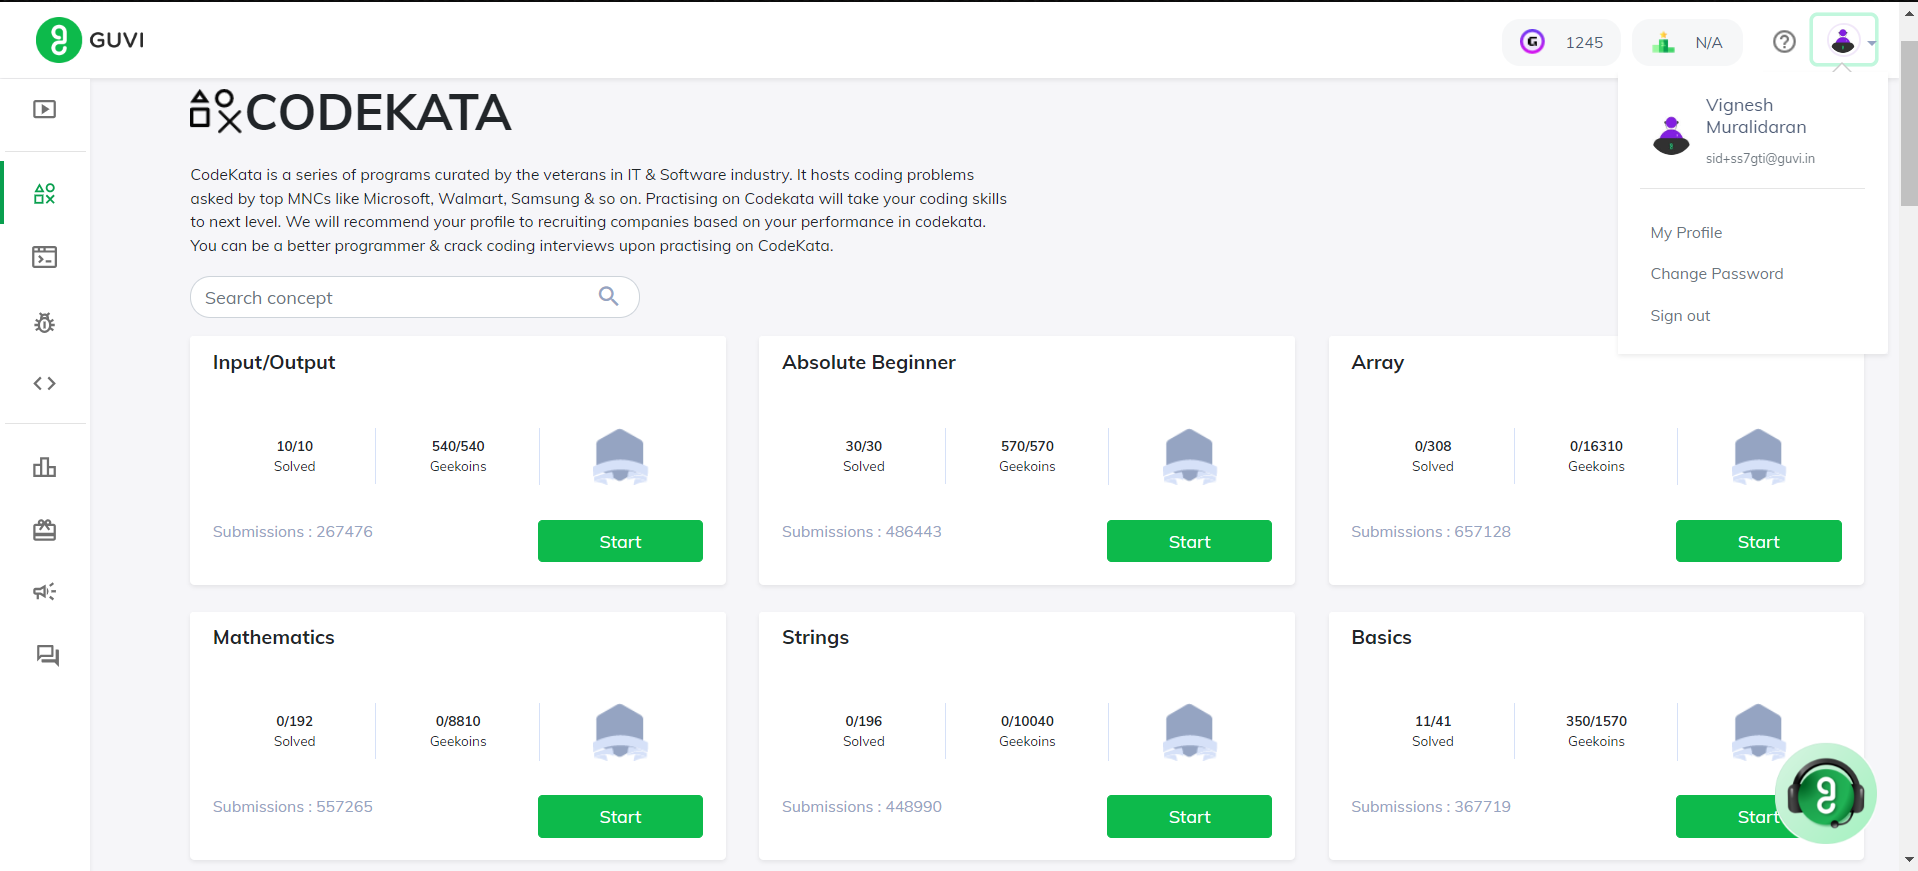 GUVI
1245
N/A
Vignesh
Muralidaran
sid+ss7gti@guvi.in
My Profile
Change Password
Sign out
CODEKATA
CodeKata is a series of programs curated by the veterans in IT & Software industry. It hosts coding problems
asked by top MNCs like Microsoft, Walmart, Samsung & so on. Practising on Codekata will take your coding skills
to next level. We will recommend your profile to recruiting companies based on your performance in codekata.
You can be a better programmer & crack coding interviews upon practising on CodeKata.
Search concept
Input/Output
10/10
Solved
540/540
Geekoins
Submissions : 267476
Start
Absolute Beginner
30/30
Solved
570/570
Geekoins
Submissions : 486443
Start
Array
0/308
Solved
0/16310
Geekoins
Submissions : 657128
Start
Mathematics
0/192
Solved
0/8810
Geekoins
Submissions : 557265
Start
Strings
0/196
Solved
0/10040
Geekoins
Submissions : 448990
Start
Basics
11/41
Solved
350/1570
Geekoins
Submissions : 367719
Start